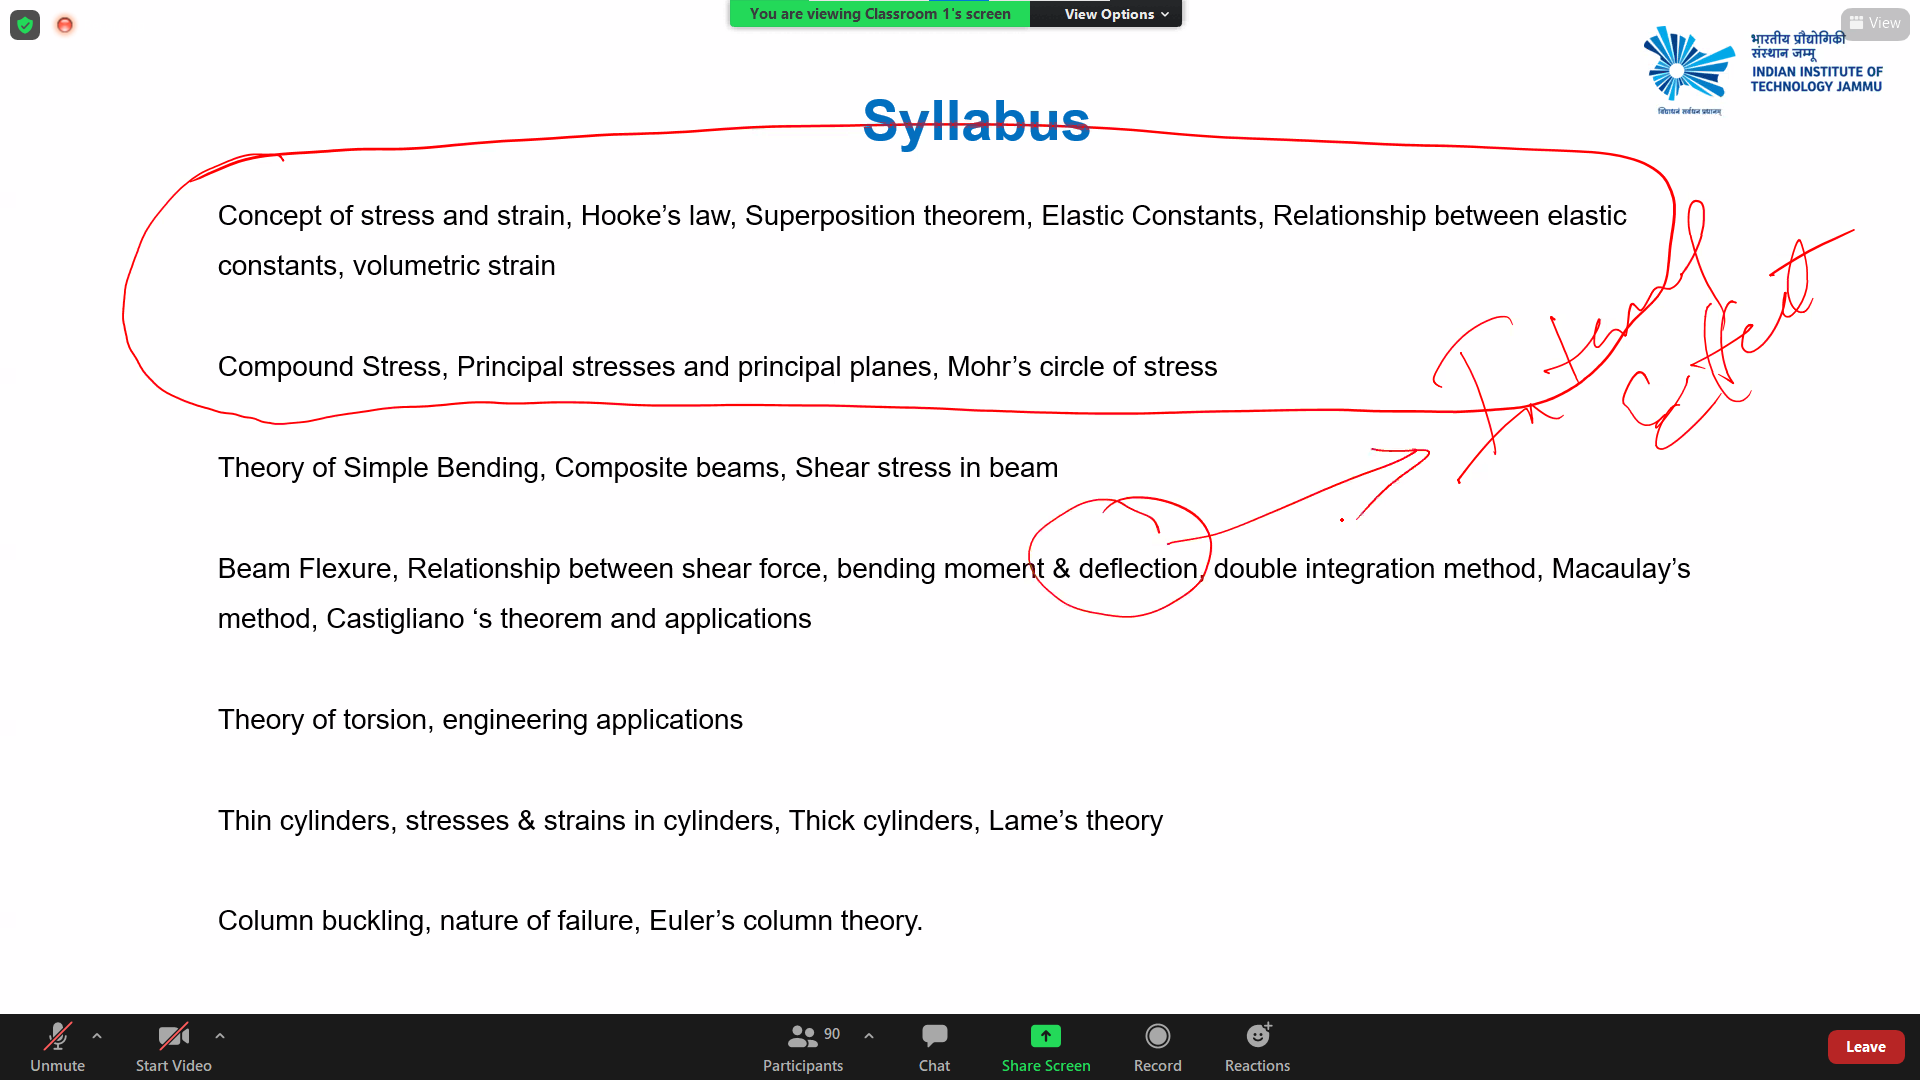 You are viewing Classroom 1's screen
View Options
View
भारतीय प्रौद्योगिकी
संस्थान जम्मू
INDIAN INSTITUTE OF
TECHNOLOGY JAMMU
Syllabus
Concept of stress and strain, Hooke’s law, Superposition theorem, Elastic Constants, Relationship between elastic
constants, volumetric strain
Compound Stress, Principal stresses and principal planes, Mohr’s circle of stress
Internal
Effect
Theory of Simple Bending, Composite beams, Shear stress in beam
Beam Flexure, Relationship between shear force, bending moment & deflection, double integration method, Macaulay’s
method, Castigliano ‘s theorem and applications
Theory of torsion, engineering applications
Thin cylinders, stresses & strains in cylinders, Thick cylinders, Lame’s theory
Column buckling, nature of failure, Euler’s column theory.
Unmute
Start Video
90
Participants
Chat
Share Screen
Record
Reactions
Leave